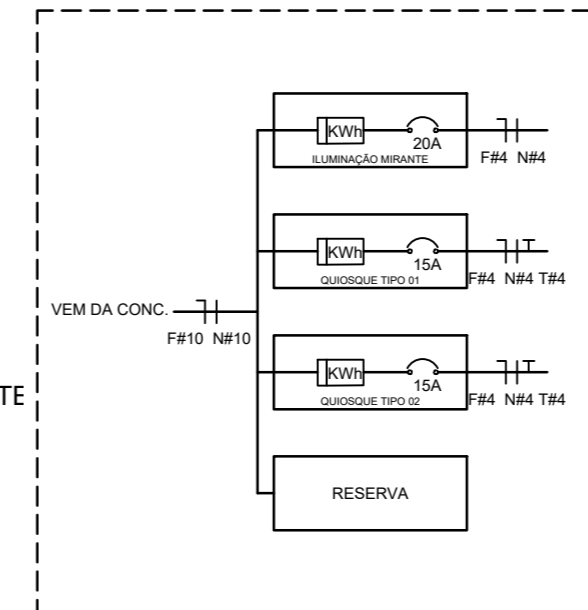 KWh
20A
ILUMINAÇÃO MIRANTE
F#4 N#4
KWh
15A
QUIOSQUE TIPO 01
F#4 N#4 T#4
VEM DA CONC.
F#10 N#10
KWh
15A
QUIOSQUE TIPO 02
F#4 N#4 T#4
TE
RESERVA